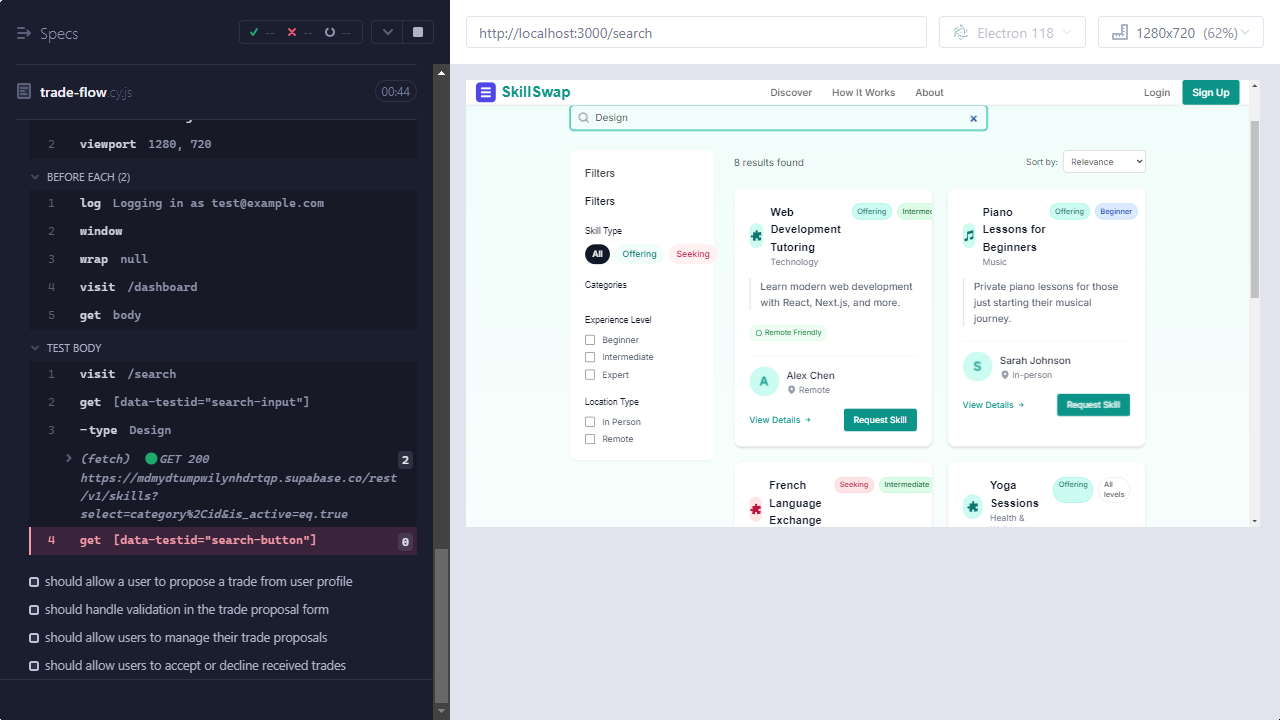 Specs
-- -- --
trade-flow.cy.js 00:44
2 viewport 1280, 720
BEFORE EACH (2)
1 log Logging in as test@example.com
2 window
3 wrap null
4 visit /dashboard
5 get body
TEST BODY
1 visit /search
2 get [data-testid="search-input"]
3 -type Design
(fetch) GET 200 2
https://mdmydtumpwilynhdrtqp.supabase.co/rest
/v1/skills?
select=category%2Cid&is_active=eq.true
4 get [data-testid="search-button"] 0
should allow a user to propose a trade from user profile
should handle validation in the trade proposal form
should allow users to manage their trade proposals
should allow users to accept or decline received trades
http://localhost:3000/search
Electron 118
1280x720 (62%)
SkillSwap
Discover How It Works About
Login Sign Up
Design
Filters
Filters
Skill Type
All Offering Seeking
Categories
Experience Level
Beginner
Intermediate
Expert
Location Type
In Person
Remote
8 results found
Sort by: Relevance
Web
Development
Tutoring
Technology
Offering Intermed
Learn modern web development
with React, Next.js, and more.
Remote Friendly
A Alex Chen
Remote
View Details → Request Skill
Piano
Lessons for
Beginners
Music
Offering Beginner
Private piano lessons for those
just starting their musical
journey.
S Sarah Johnson
In-person
View Details → Request Skill
French
Language
Exchange
Seeking Intermediate
Yoga
Sessions
Health &
Offering All
levels